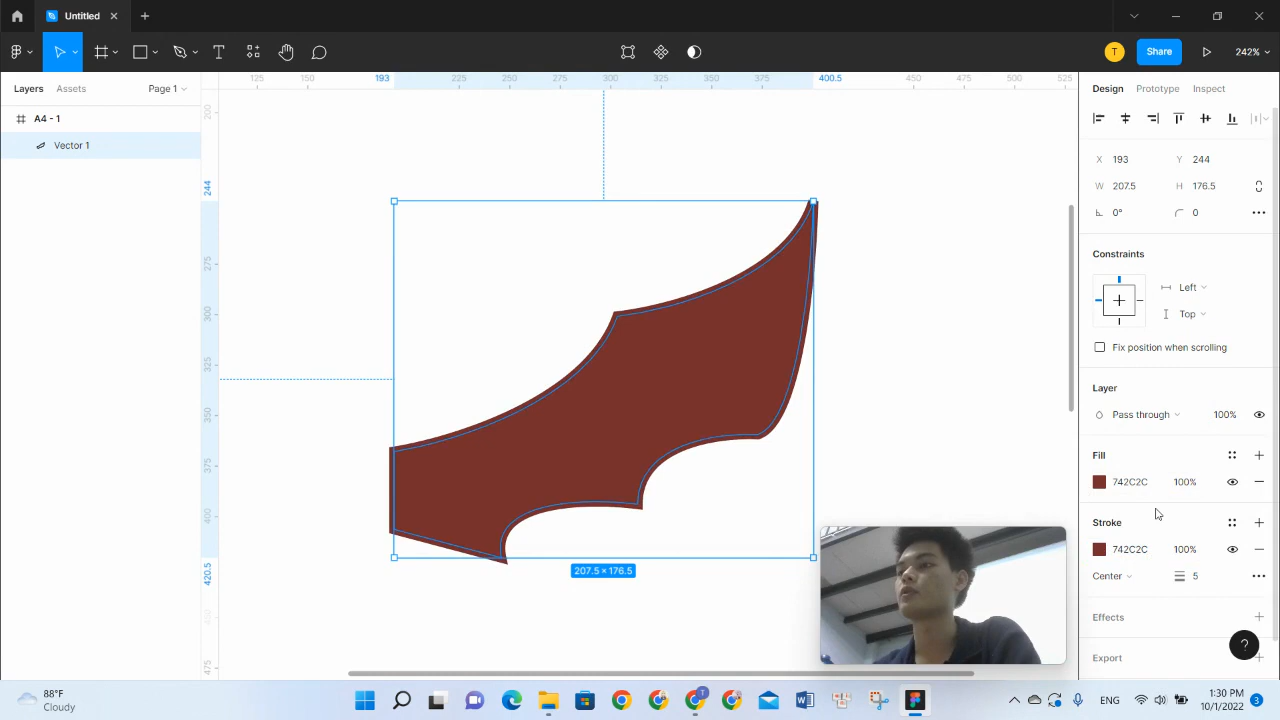 Untitled
T
Share
242%
Layers
Assets
Page 1
A4 - 1
Vector 1
125
150
193
225
250
275
300
325
350
375
400.5
450
475
500
525
200
244
275
300
325
350
375
400
420.5
450
475
207.5 × 176.5
Design
Prototype
Inspect
X 193
Y 244
W 207.5
H 176.5
0°
0
Constraints
Left
Top
Fix position when scrolling
Layer
Pass through
100%
Fill
742C2C
100%
Stroke
742C2C
100%
Center
5
Effects
Export
?
88°F
Cloudy
ENG
10/1/2022
3